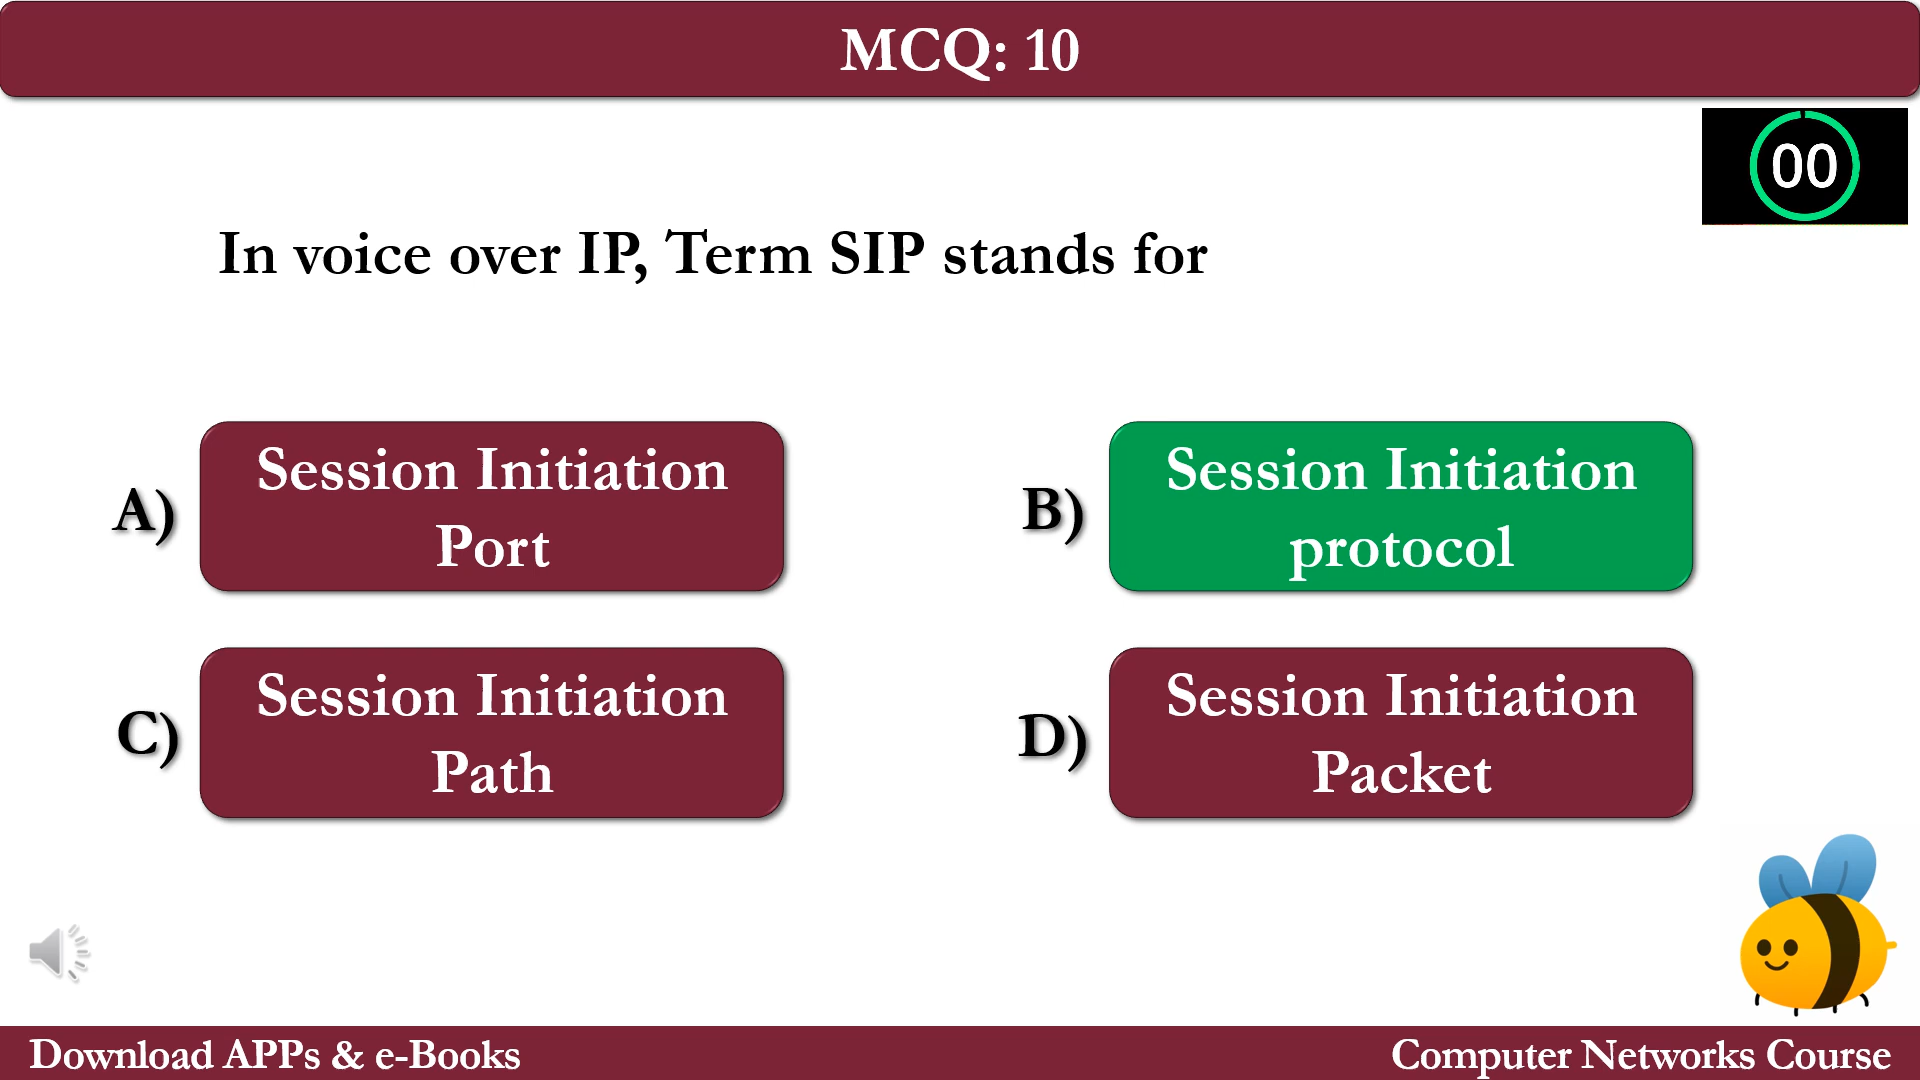 MCQ: 10
00
In voice over IP, Term SIP stands for
A)
Session Initiation
Port
B)
Session Initiation
protocol
C)
Session Initiation
Path
D)
Session Initiation
Packet
Download APPs & e-Books
Computer Networks Course